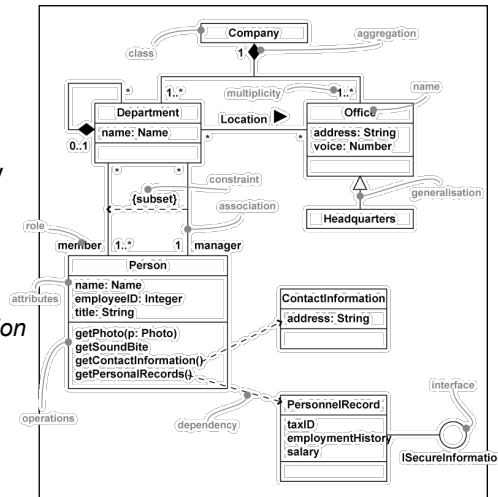 Company
aggregation
class
1
multiplicity
name
*
1..*
1..*
Department
Office
name: Name
Location
address: String
voice: Number
0..1
*
*
*
*
constraint
{subset}
generalisation
association
Headquarters
role
member
1..*
1
manager
Person
attributes
name: Name
employeeID: Integer
title: String
ContactInformation
address: String
getPhoto(p: Photo)
getSoundBite
getContactInformation()
getPersonalRecords()
operations
dependency
interface
PersonnelRecord
taxID
employmentHistory
salary
ISecureInformatio